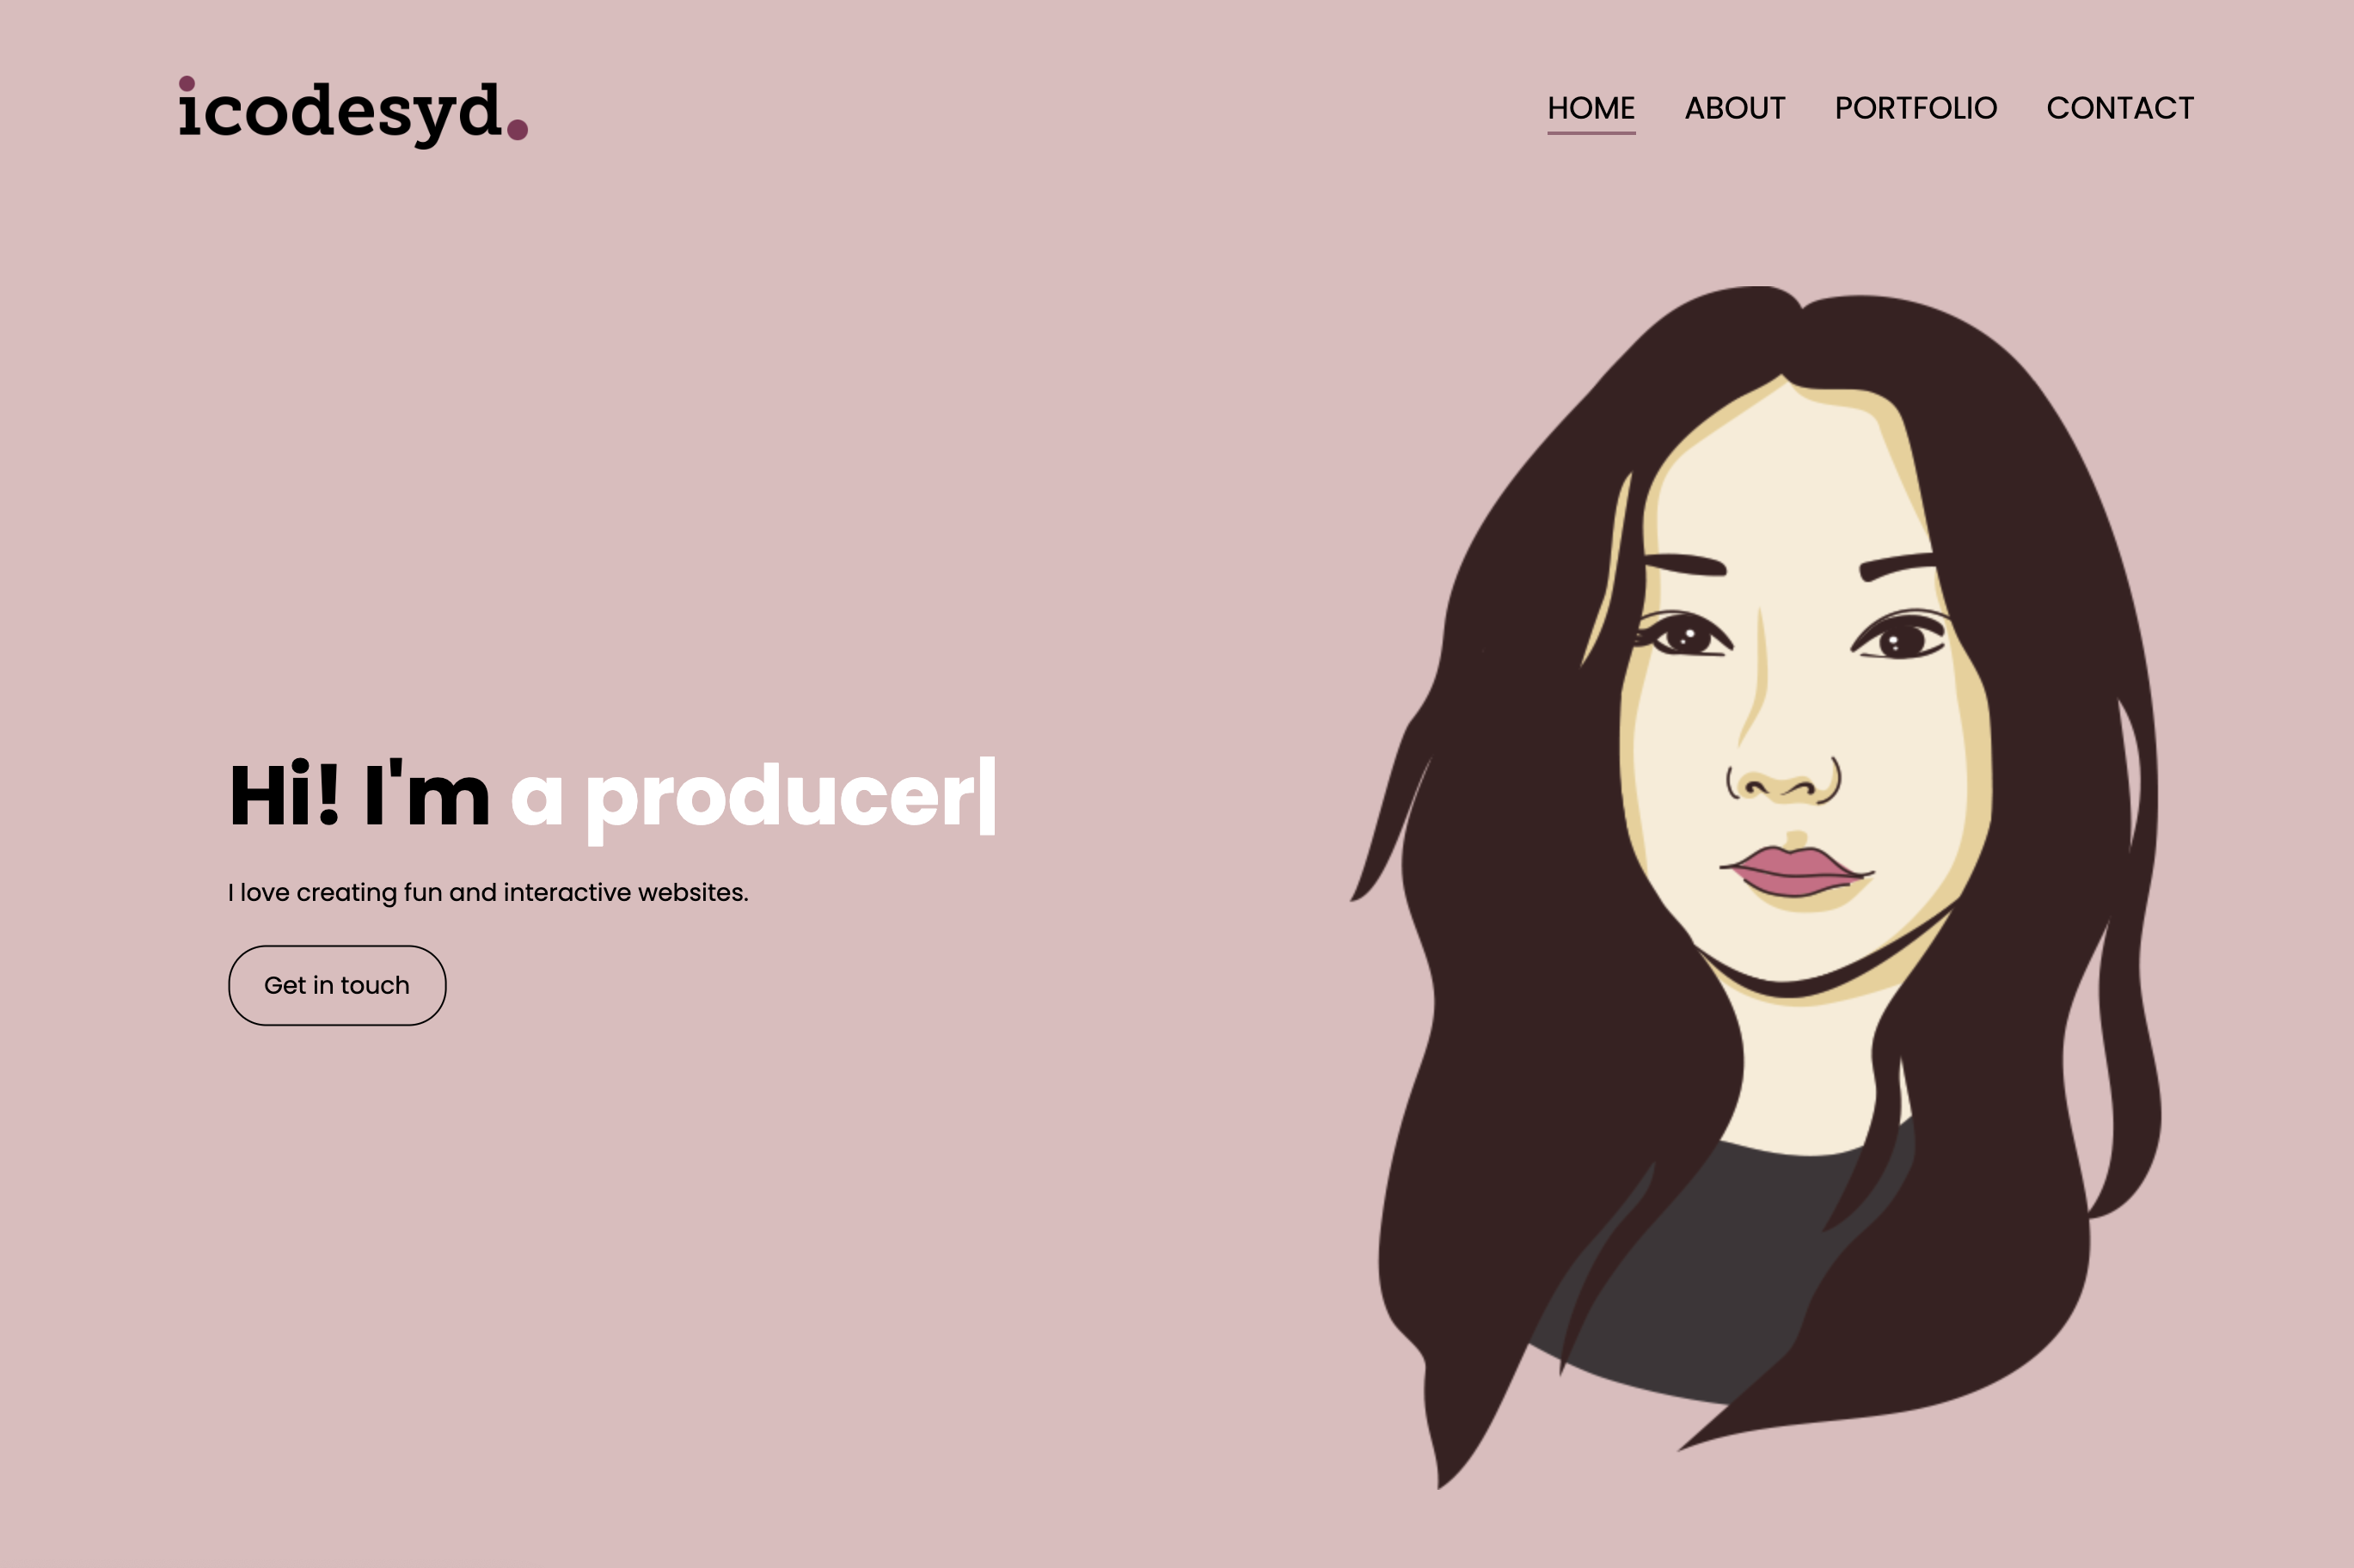 icodesyd.
HOME ABOUT PORTFOLIO CONTACT
Hi! I'm a producer|
I love creating fun and interactive websites.
Get in touch